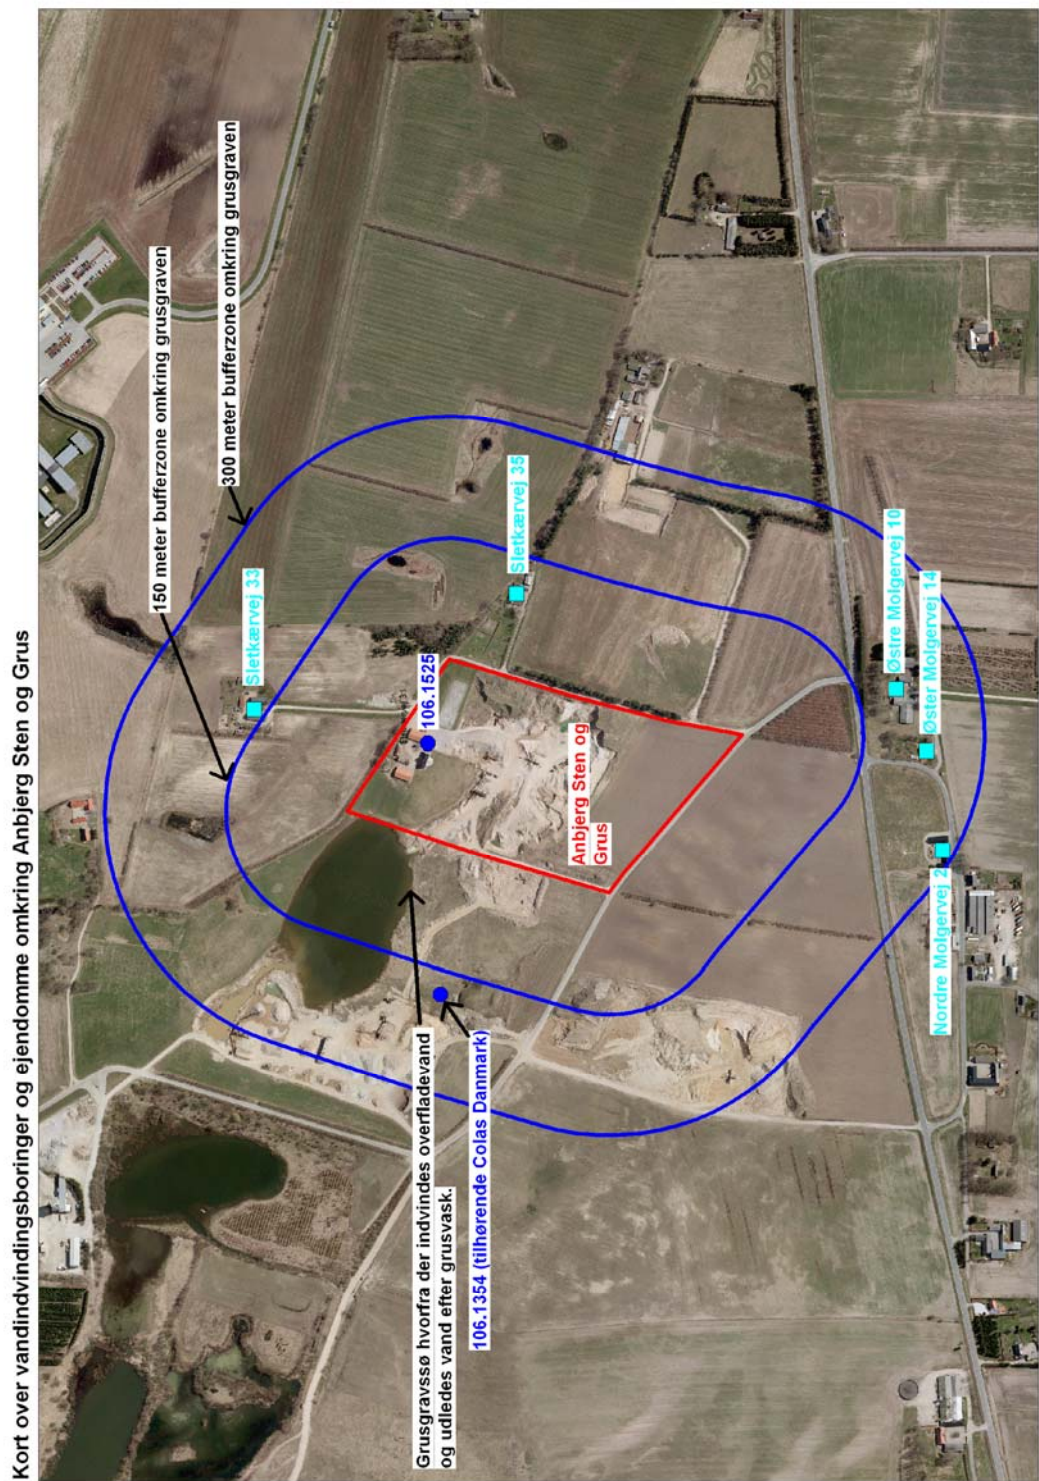 Kort over vandindvindingsboringer og ejendomme omkring Anbjerg Sten og Grus
150 meter bufferzone omkring grusgraven
300 meter bufferzone omkring grusgraven
Sletkærvej 33
106.1525
Sletkærvej 35
Anbjerg Sten og
Grus
Grusgravssø hvorfra der indvindes overfladevand
og udledes vand efter grusvask.
106.1354 (tilhørende Colas Danmark)
Østre Molgervej 10
Øster Molgervej 14
Nordre Molgervej 2